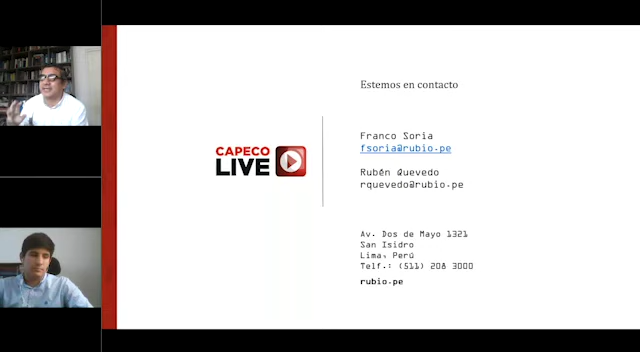 Estemos en contacto
Franco Soria
fsoria@rubio.pe
CAPECO
LIVE
Rubén Quevedo
rquevedo@rubio.pe
Av. Dos de Mayo 1321
San Isidro
Lima, Perú
Telf.: (511) 208 3000
rubio.pe